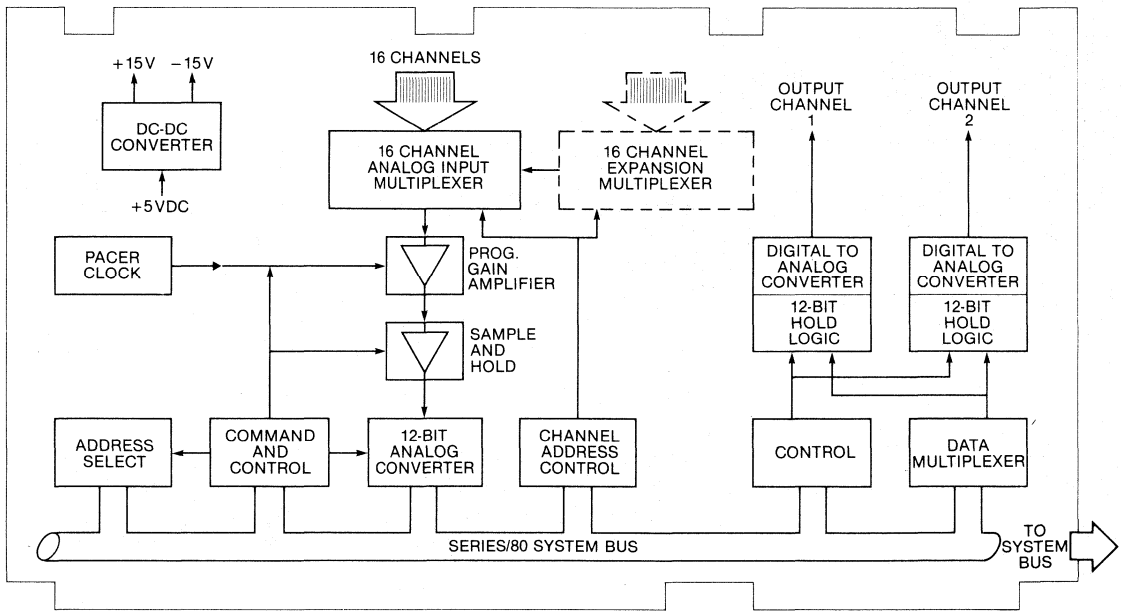 +15V
−15V
DC-DC
CONVERTER
+5VDC
16 CHANNELS
16 CHANNEL
ANALOG INPUT
MULTIPLEXER
16 CHANNEL
EXPANSION
MULTIPLEXER
OUTPUT
CHANNEL
1
OUTPUT
CHANNEL
2
PACER
CLOCK
PROG.
GAIN
AMPLIFIER
SAMPLE
AND
HOLD
DIGITAL TO
ANALOG
CONVERTER
12-BIT
HOLD
LOGIC
DIGITAL TO
ANALOG
CONVERTER
12-BIT
HOLD
LOGIC
ADDRESS
SELECT
COMMAND
AND
CONTROL
12-BIT
ANALOG
CONVERTER
CHANNEL
ADDRESS
CONTROL
CONTROL
DATA
MULTIPLEXER
SERIES/80 SYSTEM BUS
TO
SYSTEM
BUS